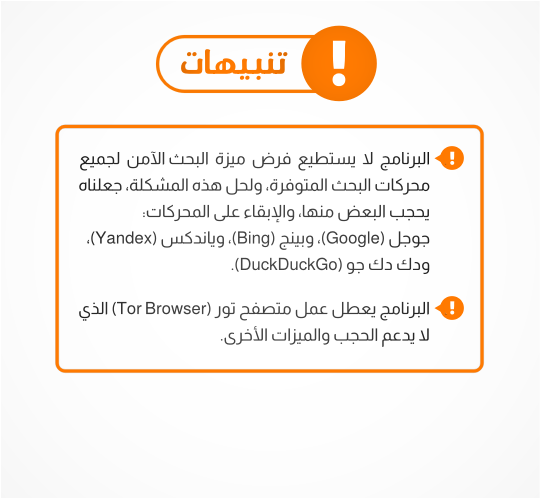 تنبيهات
البرنامج لا يستطيع فرض ميزة البحث الآمن لجميع
محركات البحث المتوفرة، ولحل هذه المشكلة، جعلناه
يحجب البعض منها، والإبقاء على المحركات:
جوجل (Google)، وبينج (Bing)، وياندكس (Yandex)،
ودك دك جو (DuckDuckGo).
البرنامج يعطل عمل متصفح تور (Tor Browser) الذي
لا يدعم الحجب والميزات الأخرى.